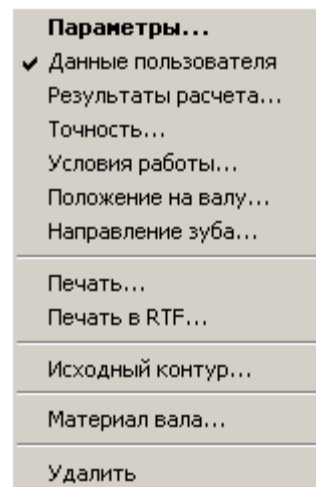 Параметры...
Данные пользователя
Результаты расчета...
Точность...
Условия работы...
Положение на валу...
Направление зуба...
Печать...
Печать в RTF...
Исходный контур...
Материал вала...
Удалить